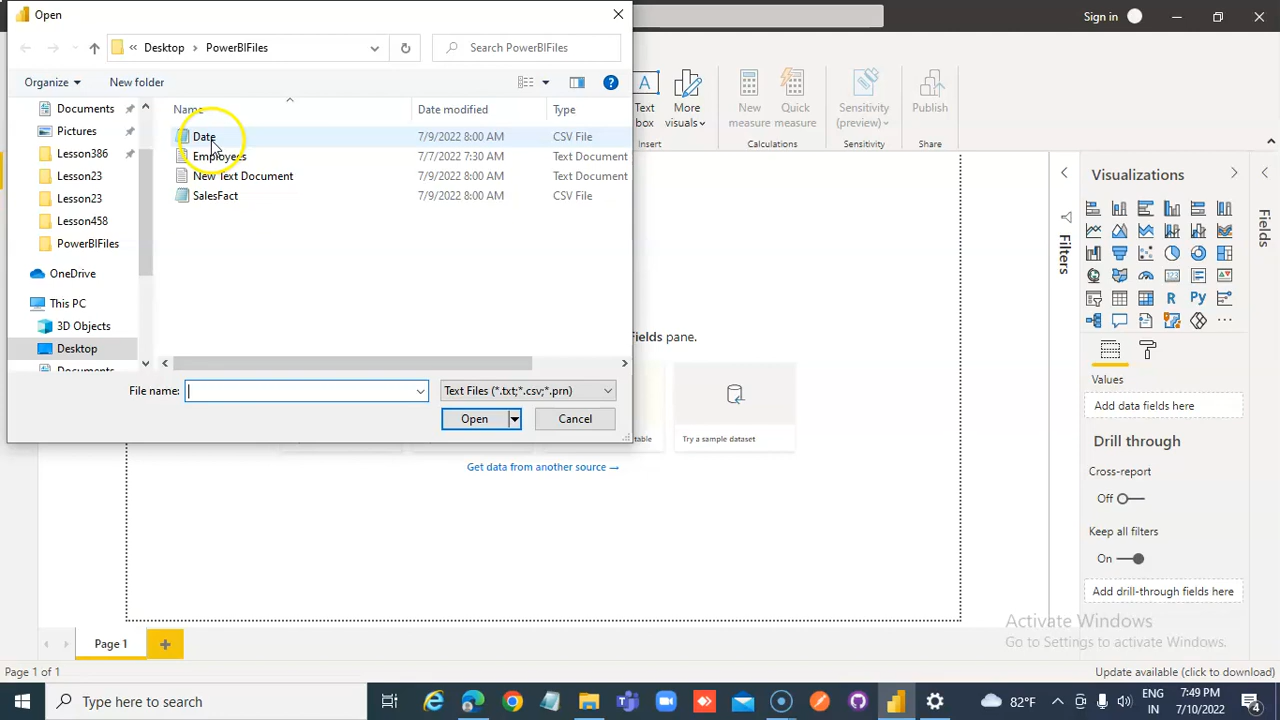 Open
Sign in
Desktop PowerBIFiles
Search PowerBIFiles
Organize
New folder
Name
Date modified
Type
Date
7/9/2022 8:00 AM
CSV File
Employees
7/7/2022 7:30 AM
Text Document
New Text Document
7/9/2022 8:00 AM
Text Document
SalesFact
7/9/2022 8:00 AM
CSV File
Documents
Pictures
Lesson386
Lesson23
Lesson23
Lesson458
PowerBIFiles
OneDrive
This PC
3D Objects
Desktop
Documents
File name:
Text Files (*.txt;*.csv;*.prn)
Open
Cancel
Text box
More visuals
New measure
Quick measure
Sensitivity (preview)
Publish
Insert
Calculations
Sensitivity
Share
Fields pane.
table
Try a sample dataset
Get data from another source →
Filters
Visualizations
Fields
R
Py
Values
Add data fields here
Drill through
Cross-report
Off
Keep all filters
On
Add drill-through fields here
Activate Windows
Go to Settings to activate Windows.
Page 1
Page 1 of 1
Update available (click to download)
Type here to search
82°F
ENG
IN
7:49 PM
7/10/2022
4